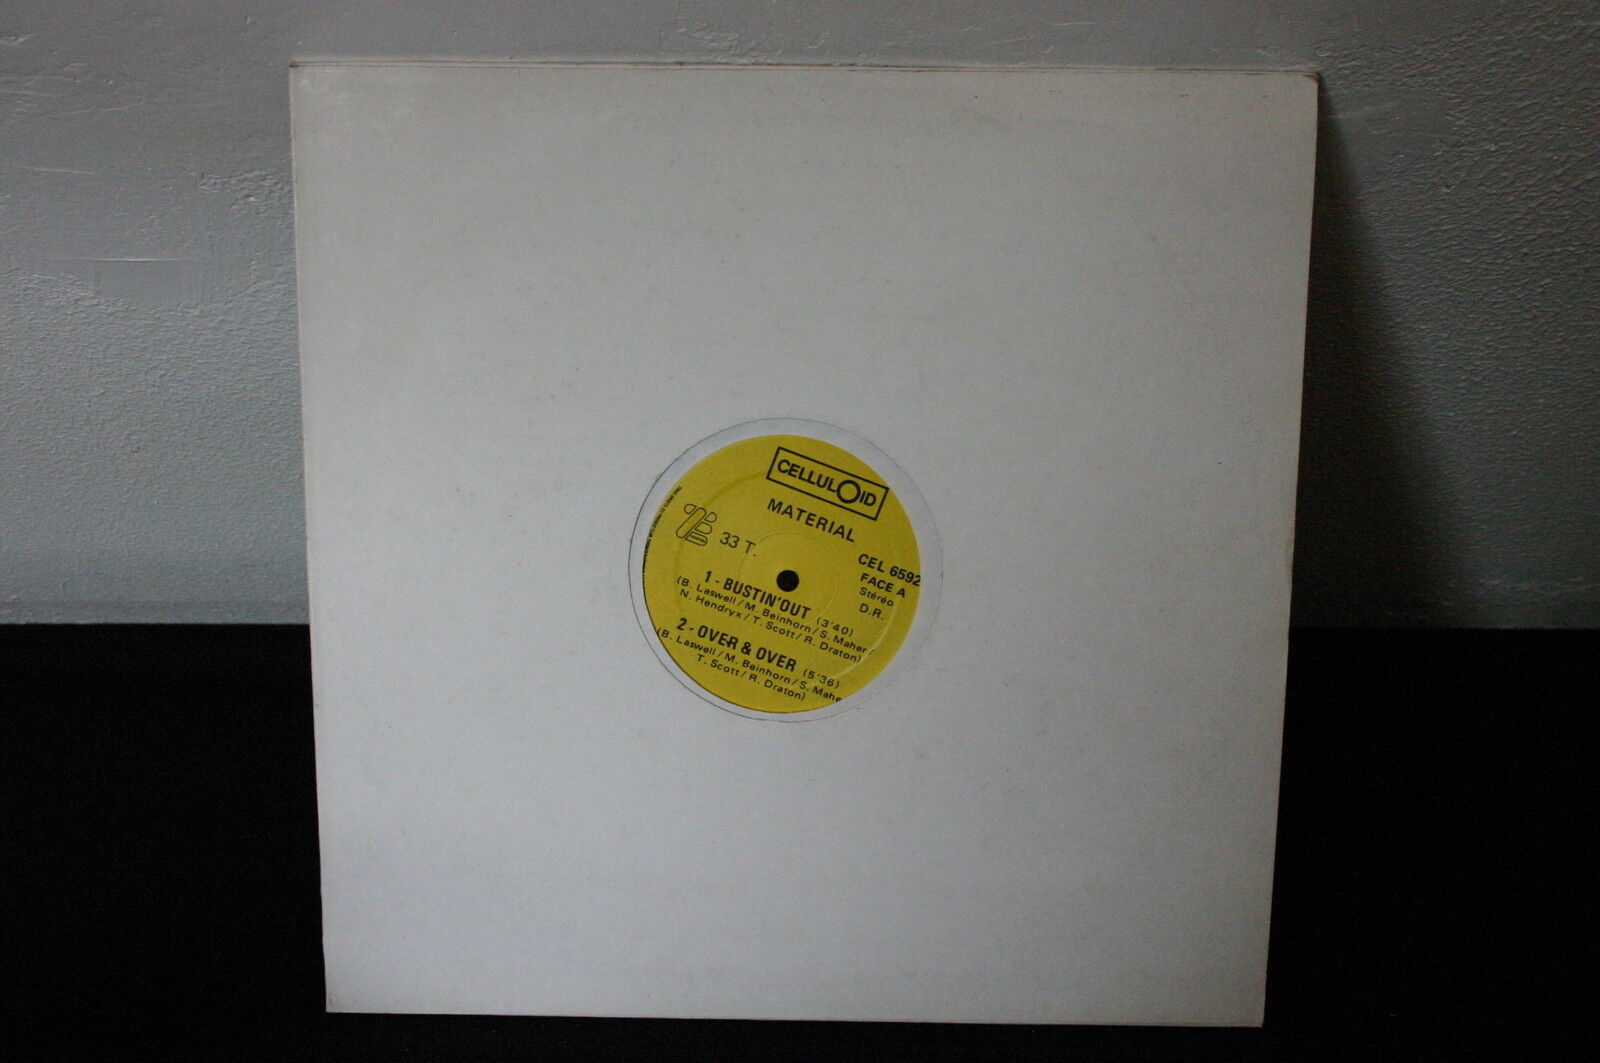 CELLULOID
MATERIAL
33 T.
CEL 6592
FACE A
Stéréo
D.R.
1 - BUSTIN'OUT (3'40)
(B. Laswell/M. Beinhorn/S. Maher/
N. Hendryx/T. Scott/R. Draton)
2 - OVER & OVER (5'36)
(B. Laswell/M. Beinhorn/S. Mahe
T. Scott/R. Draton)